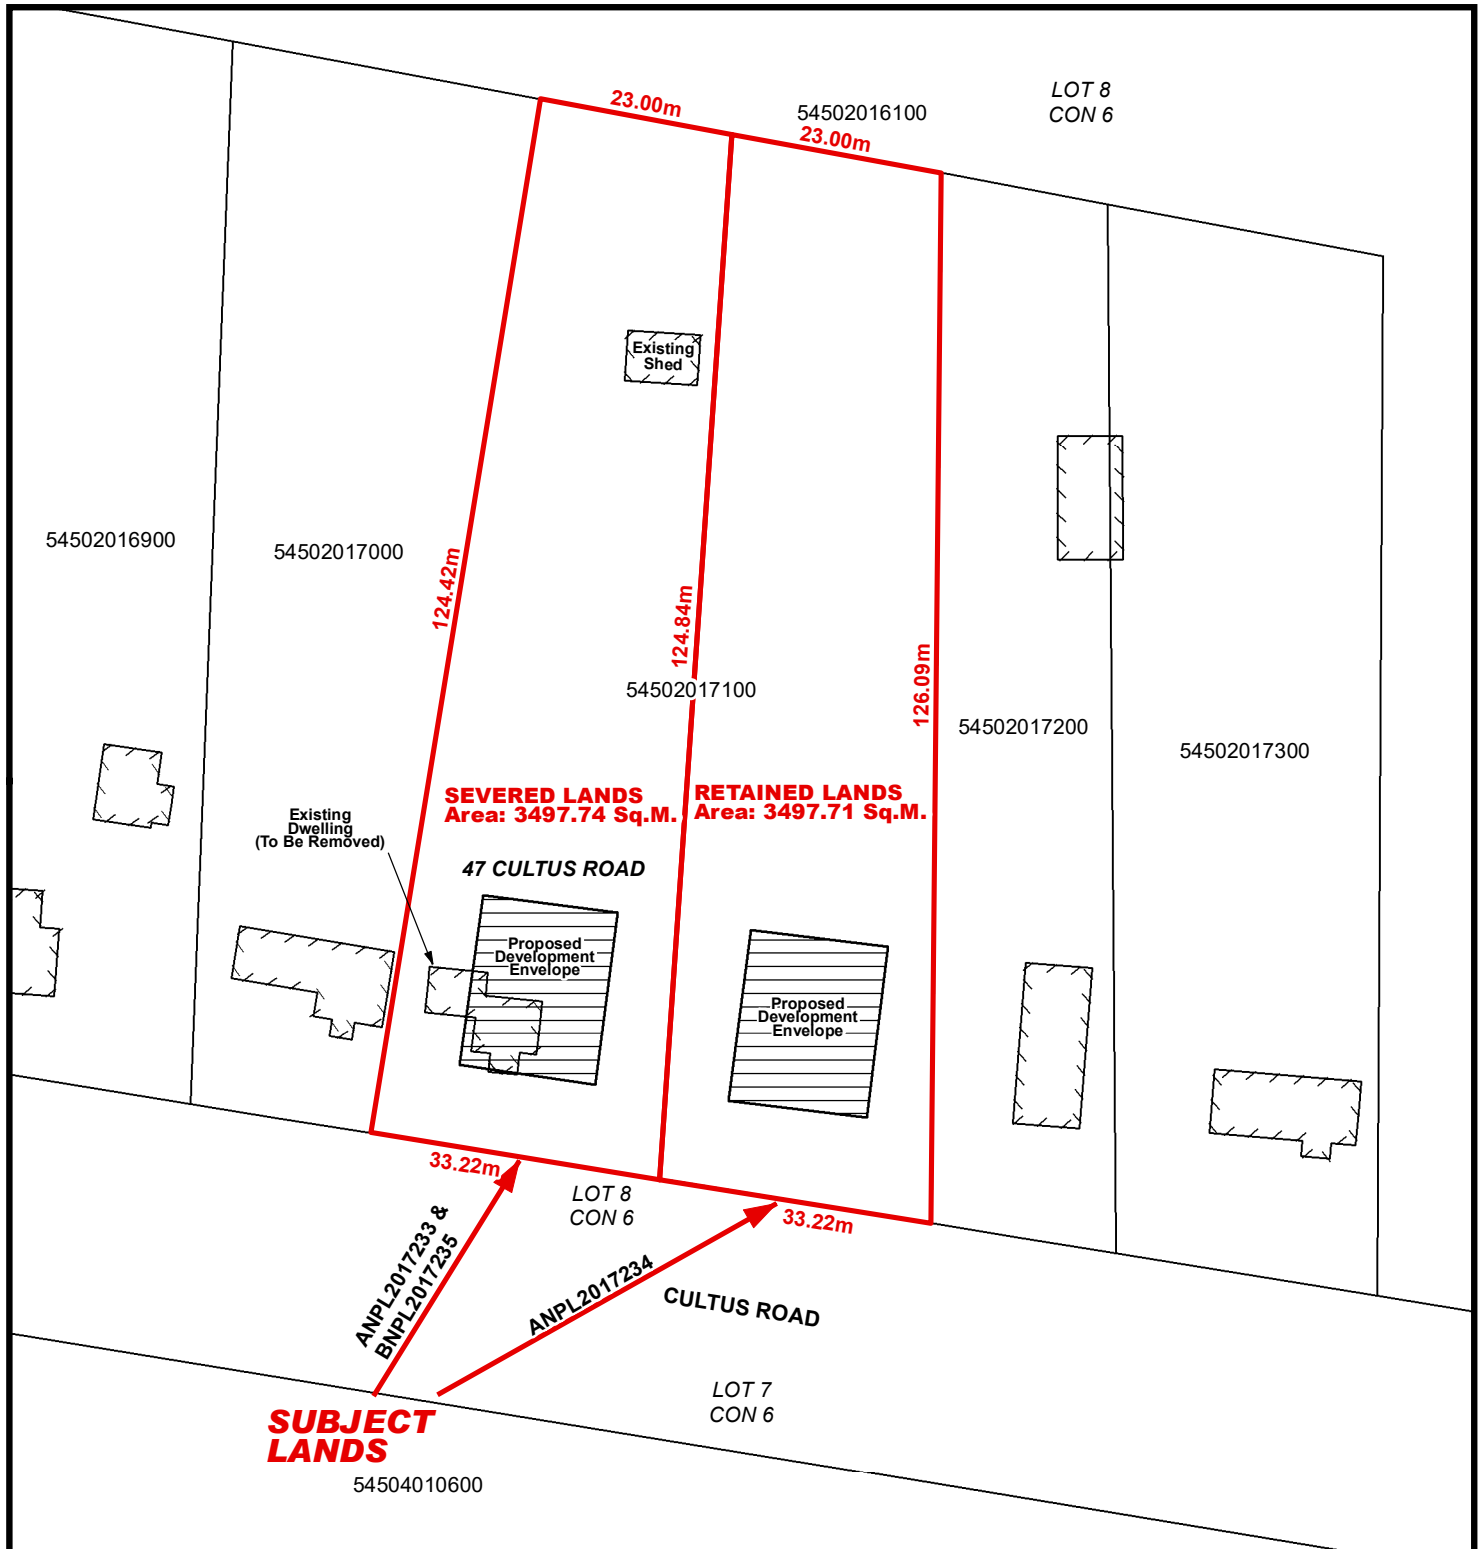 LOT 8
CON 6
23.00m
54502016100
23.00m
Existing
Shed
54502016900
54502017000
124.42m
124.84m
126.09m
54502017100
54502017200
54502017300
SEVERED LANDS
Area: 3497.74 Sq.M.
RETAINED LANDS
Area: 3497.71 Sq.M.
Existing
Dwelling
(To Be Removed)
47 CULTUS ROAD
Proposed
Development
Envelope
Proposed
Development
Envelope
33.22m
LOT 8
CON 6
33.22m
ANPL2017233 &
BNPL2017235
ANPL2017234
CULTUS ROAD
LOT 7
CON 6
SUBJECT
LANDS
54504010600